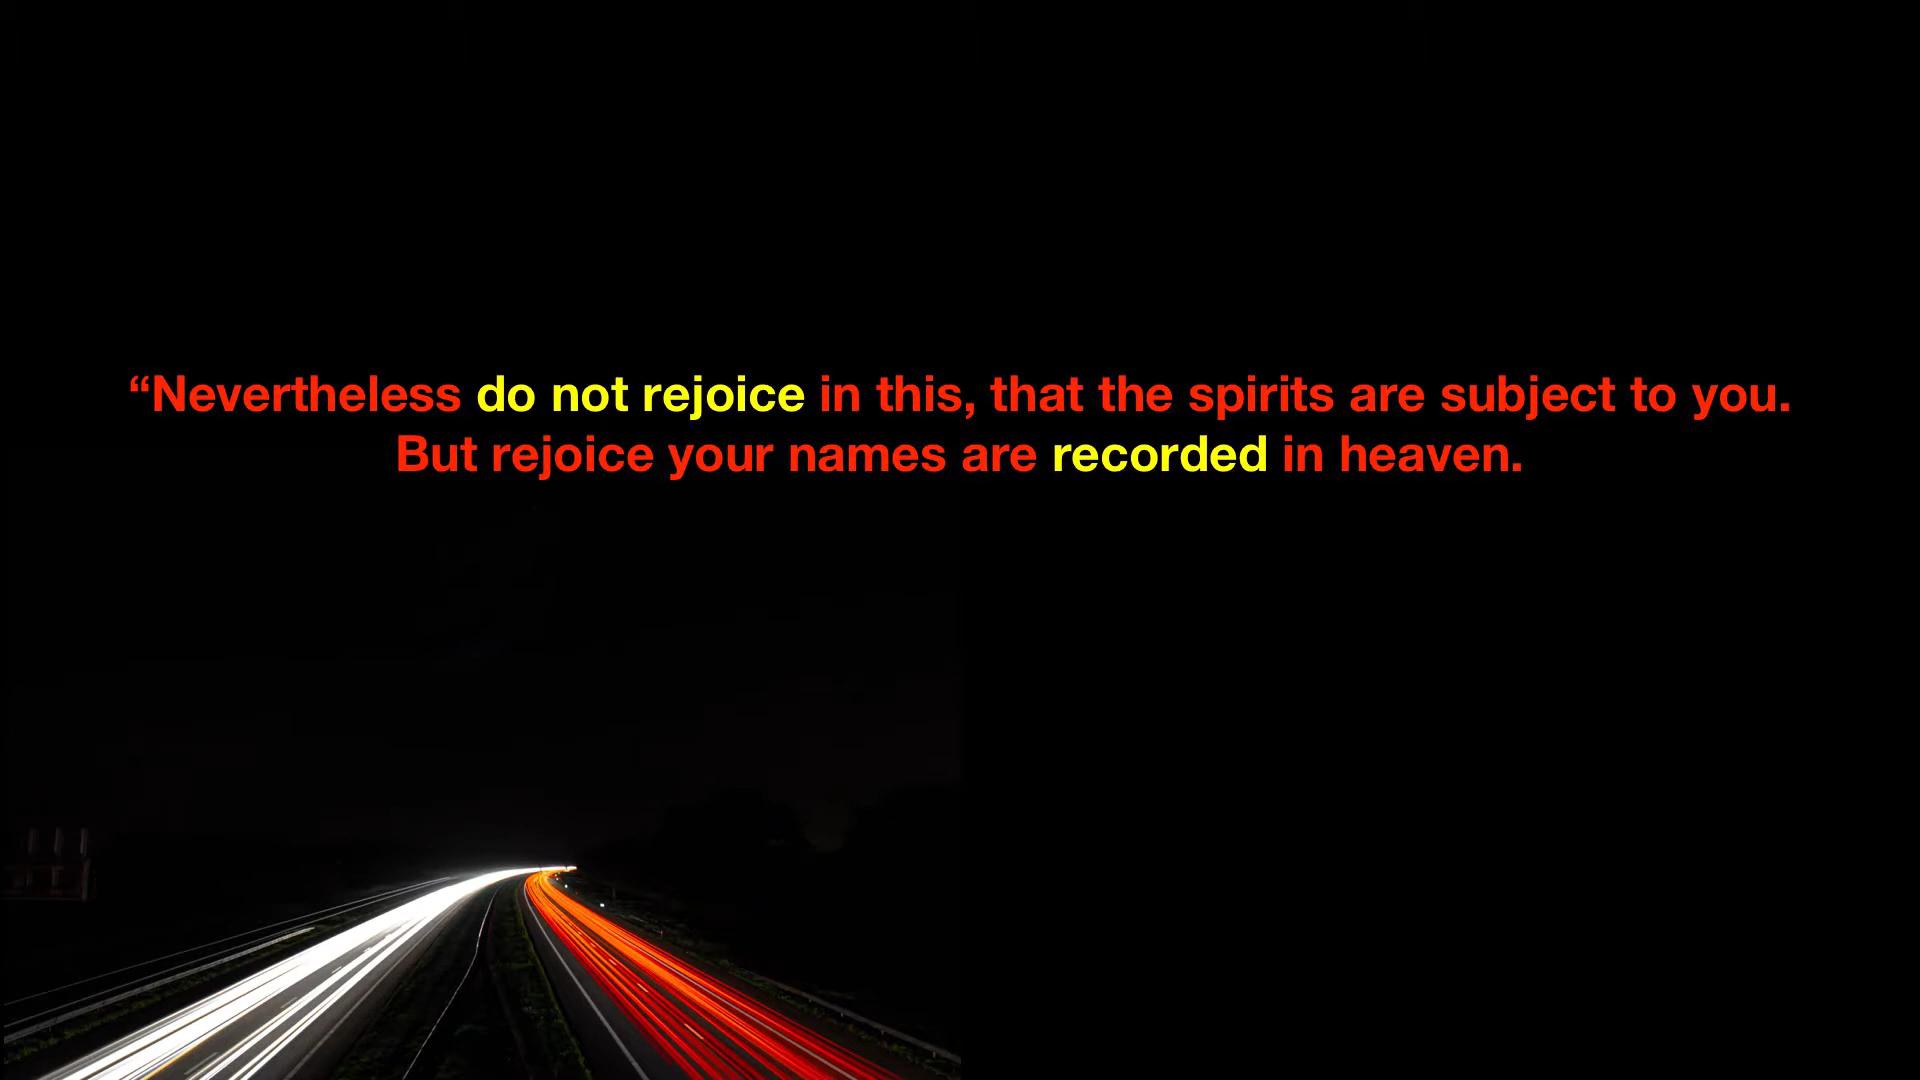 “Nevertheless do not rejoice in this, that the spirits are subject to you.
But rejoice your names are recorded in heaven.